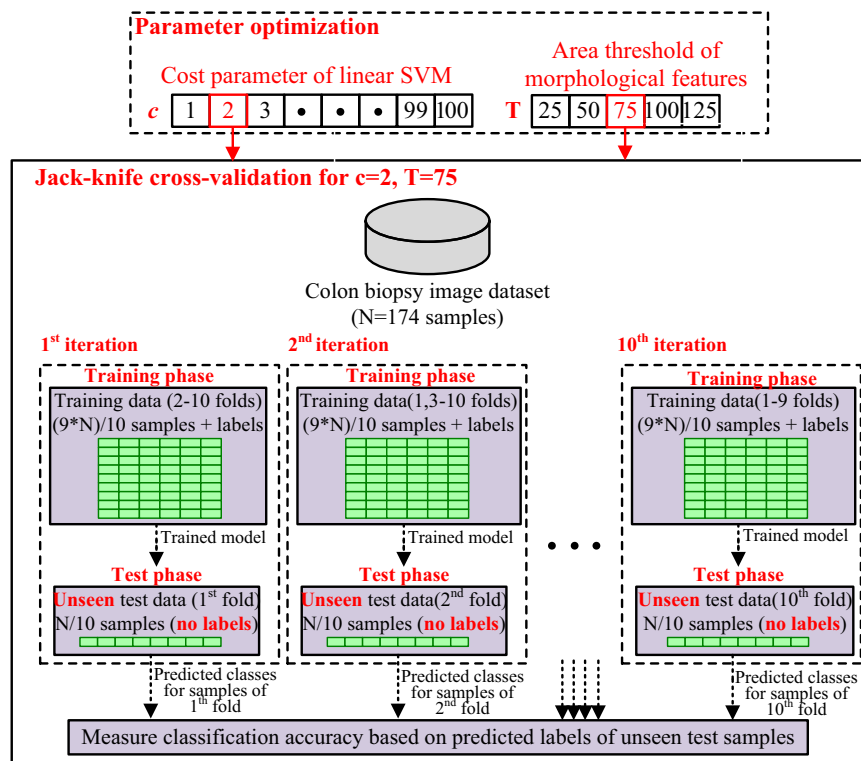 Parameter optimization
Cost parameter of linear SVM
Area threshold of
morphological features
c 1 2 3 • • • 99 100
T 25 50 75 100 125
Jack-knife cross-validation for c=2, T=75
Colon biopsy image dataset
(N=174 samples)
1st iteration
Training phase
Training data (2-10 folds)
(9*N)/10 samples + labels
Trained model
Test phase
Unseen test data (1st fold)
N/10 samples (no labels)
Predicted classes
for samples of
1th fold
2nd iteration
Training phase
Training data(1,3-10 folds)
(9*N)/10 samples + labels
Trained model
Test phase
Unseen test data(2nd fold)
N/10 samples (no labels)
Predicted classes
for samples of
2nd fold
• • •
10th iteration
Training phase
Training data(1-9 folds)
(9*N)/10 samples + labels
Trained model
Test phase
Unseen test data(10th fold)
N/10 samples (no labels)
Predicted classes
for samples of
10th fold
Measure classification accuracy based on predicted labels of unseen test samples